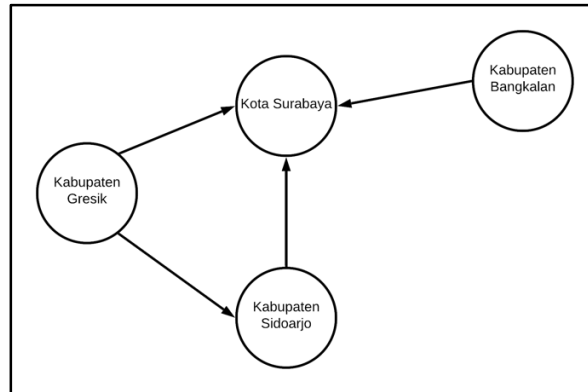 Kabupaten
Bangkalan
Kota Surabaya
Kabupaten
Gresik
Kabupaten
Sidoarjo